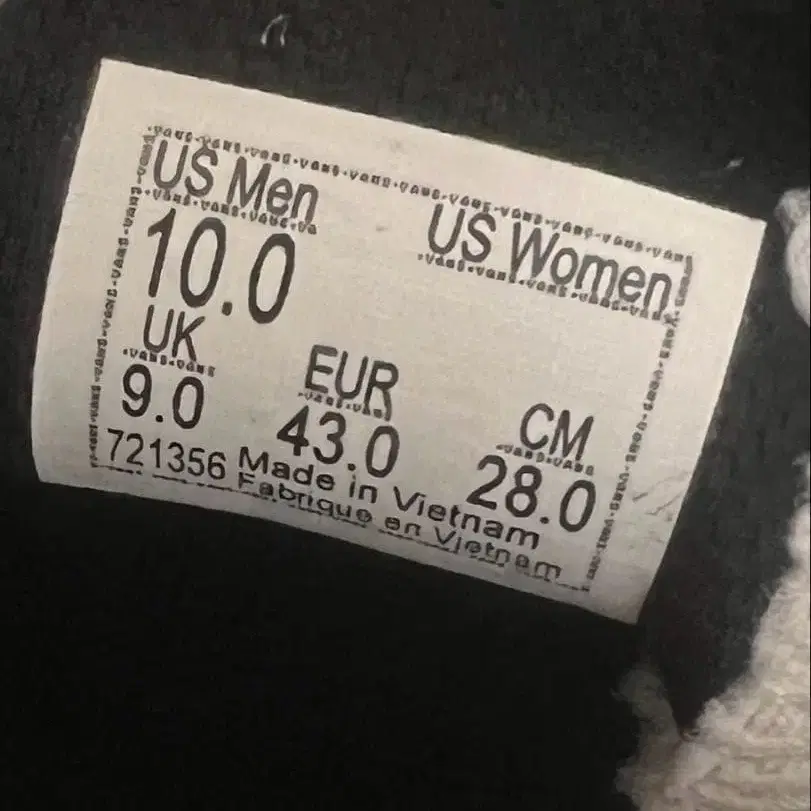 US Men US Women
10.0
UK EUR CM
9.0 43.0 28.0
721356 Made in Vietnam
Fabrique en Vietnam